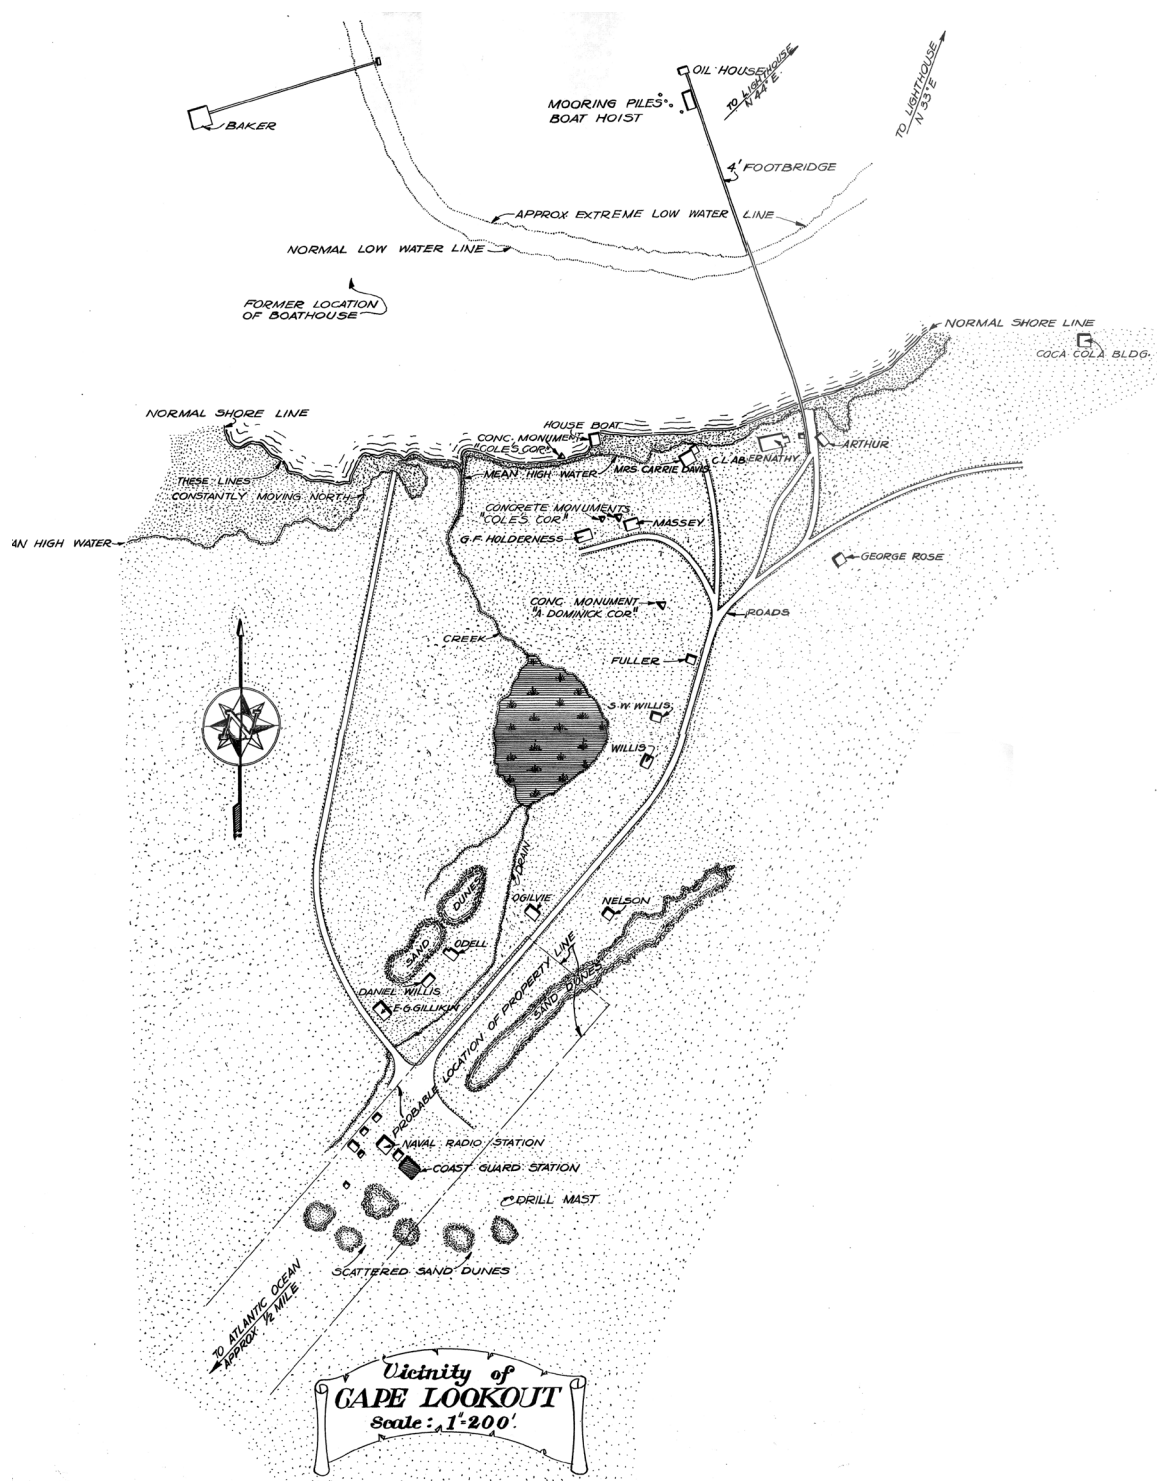 OIL HOUSE
TO LIGHTHOUSE
N 44° E.
TO LIGHTHOUSE
N 33° E
MOORING PILES
BOAT HOIST
BAKER
4' FOOTBRIDGE
APPROX EXTREME LOW WATER LINE
NORMAL LOW WATER LINE
FORMER LOCATION
OF BOATHOUSE
NORMAL SHORE LINE
COCA COLA BLDG.
NORMAL SHORE LINE
HOUSE BOAT
CONC. MONUMENT
"COLE'S COR."
ARTHUR
C.L. ABERNATHY
MRS. CARRIE DAVIS
MEAN HIGH WATER
THESE LINES
CONSTANTLY MOVING NORTH
CONCRETE MONUMENTS
"COLE'S COR."
MASSEY
G.F. HOLDERNESS
AN HIGH WATER
GEORGE ROSE
CONC. MONUMENT
"A. DOMINICK COR."
ROADS
CREEK
FULLER
S.W. WILLIS
WILLIS
N
DRAIN
DUNES
SAND
OGILVIE
NELSON
ODELL
DANIEL WILLIS
E.G. GILLIKIN
SAND DUNES
PROBABLE LOCATION OF PROPERTY LINE
NAVAL RADIO STATION
COAST GUARD STATION
DRILL MAST
SCATTERED SAND DUNES
TO ATLANTIC OCEAN
APPROX. 1/2 MILE
Vicinity of
CAPE LOOKOUT
Scale: 1"=200'.